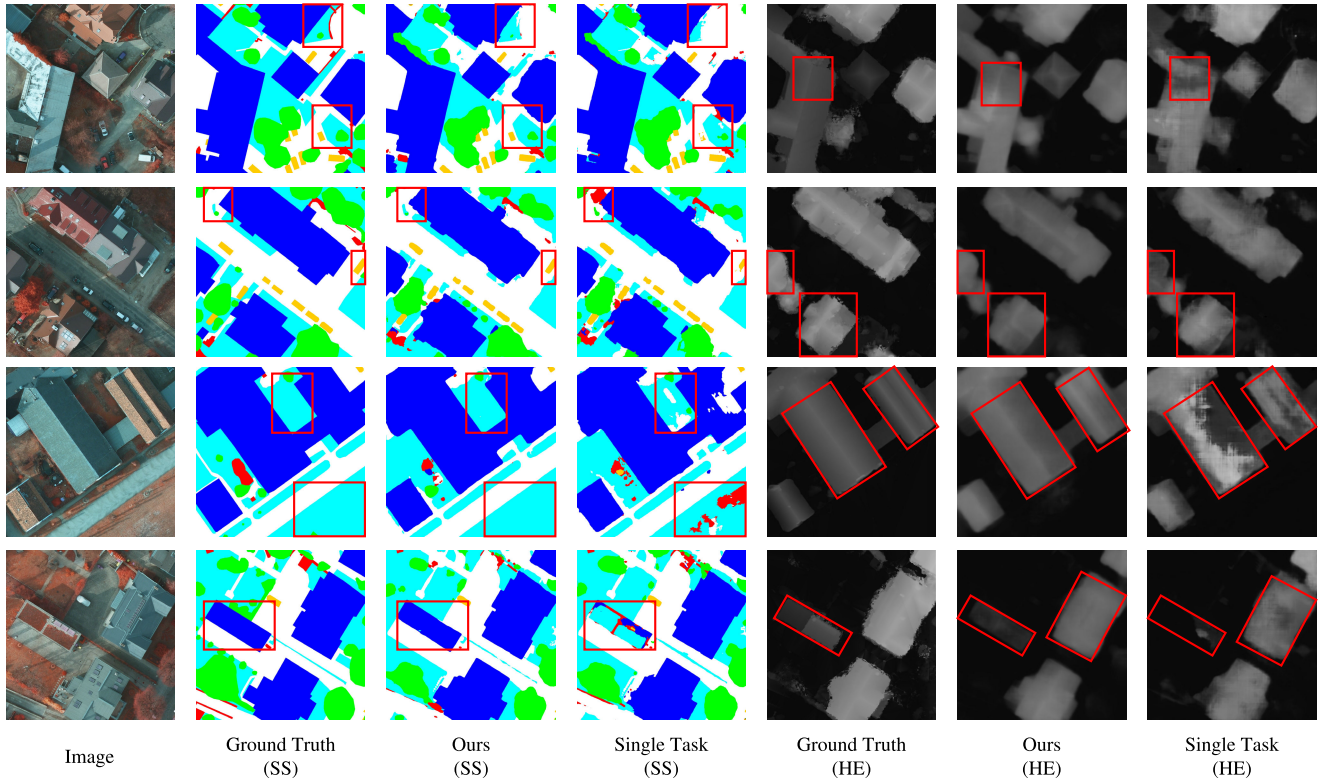 Image
Ground Truth
(SS)
Ours
(SS)
Single Task
(SS)
Ground Truth
(HE)
Ours
(HE)
Single Task
(HE)